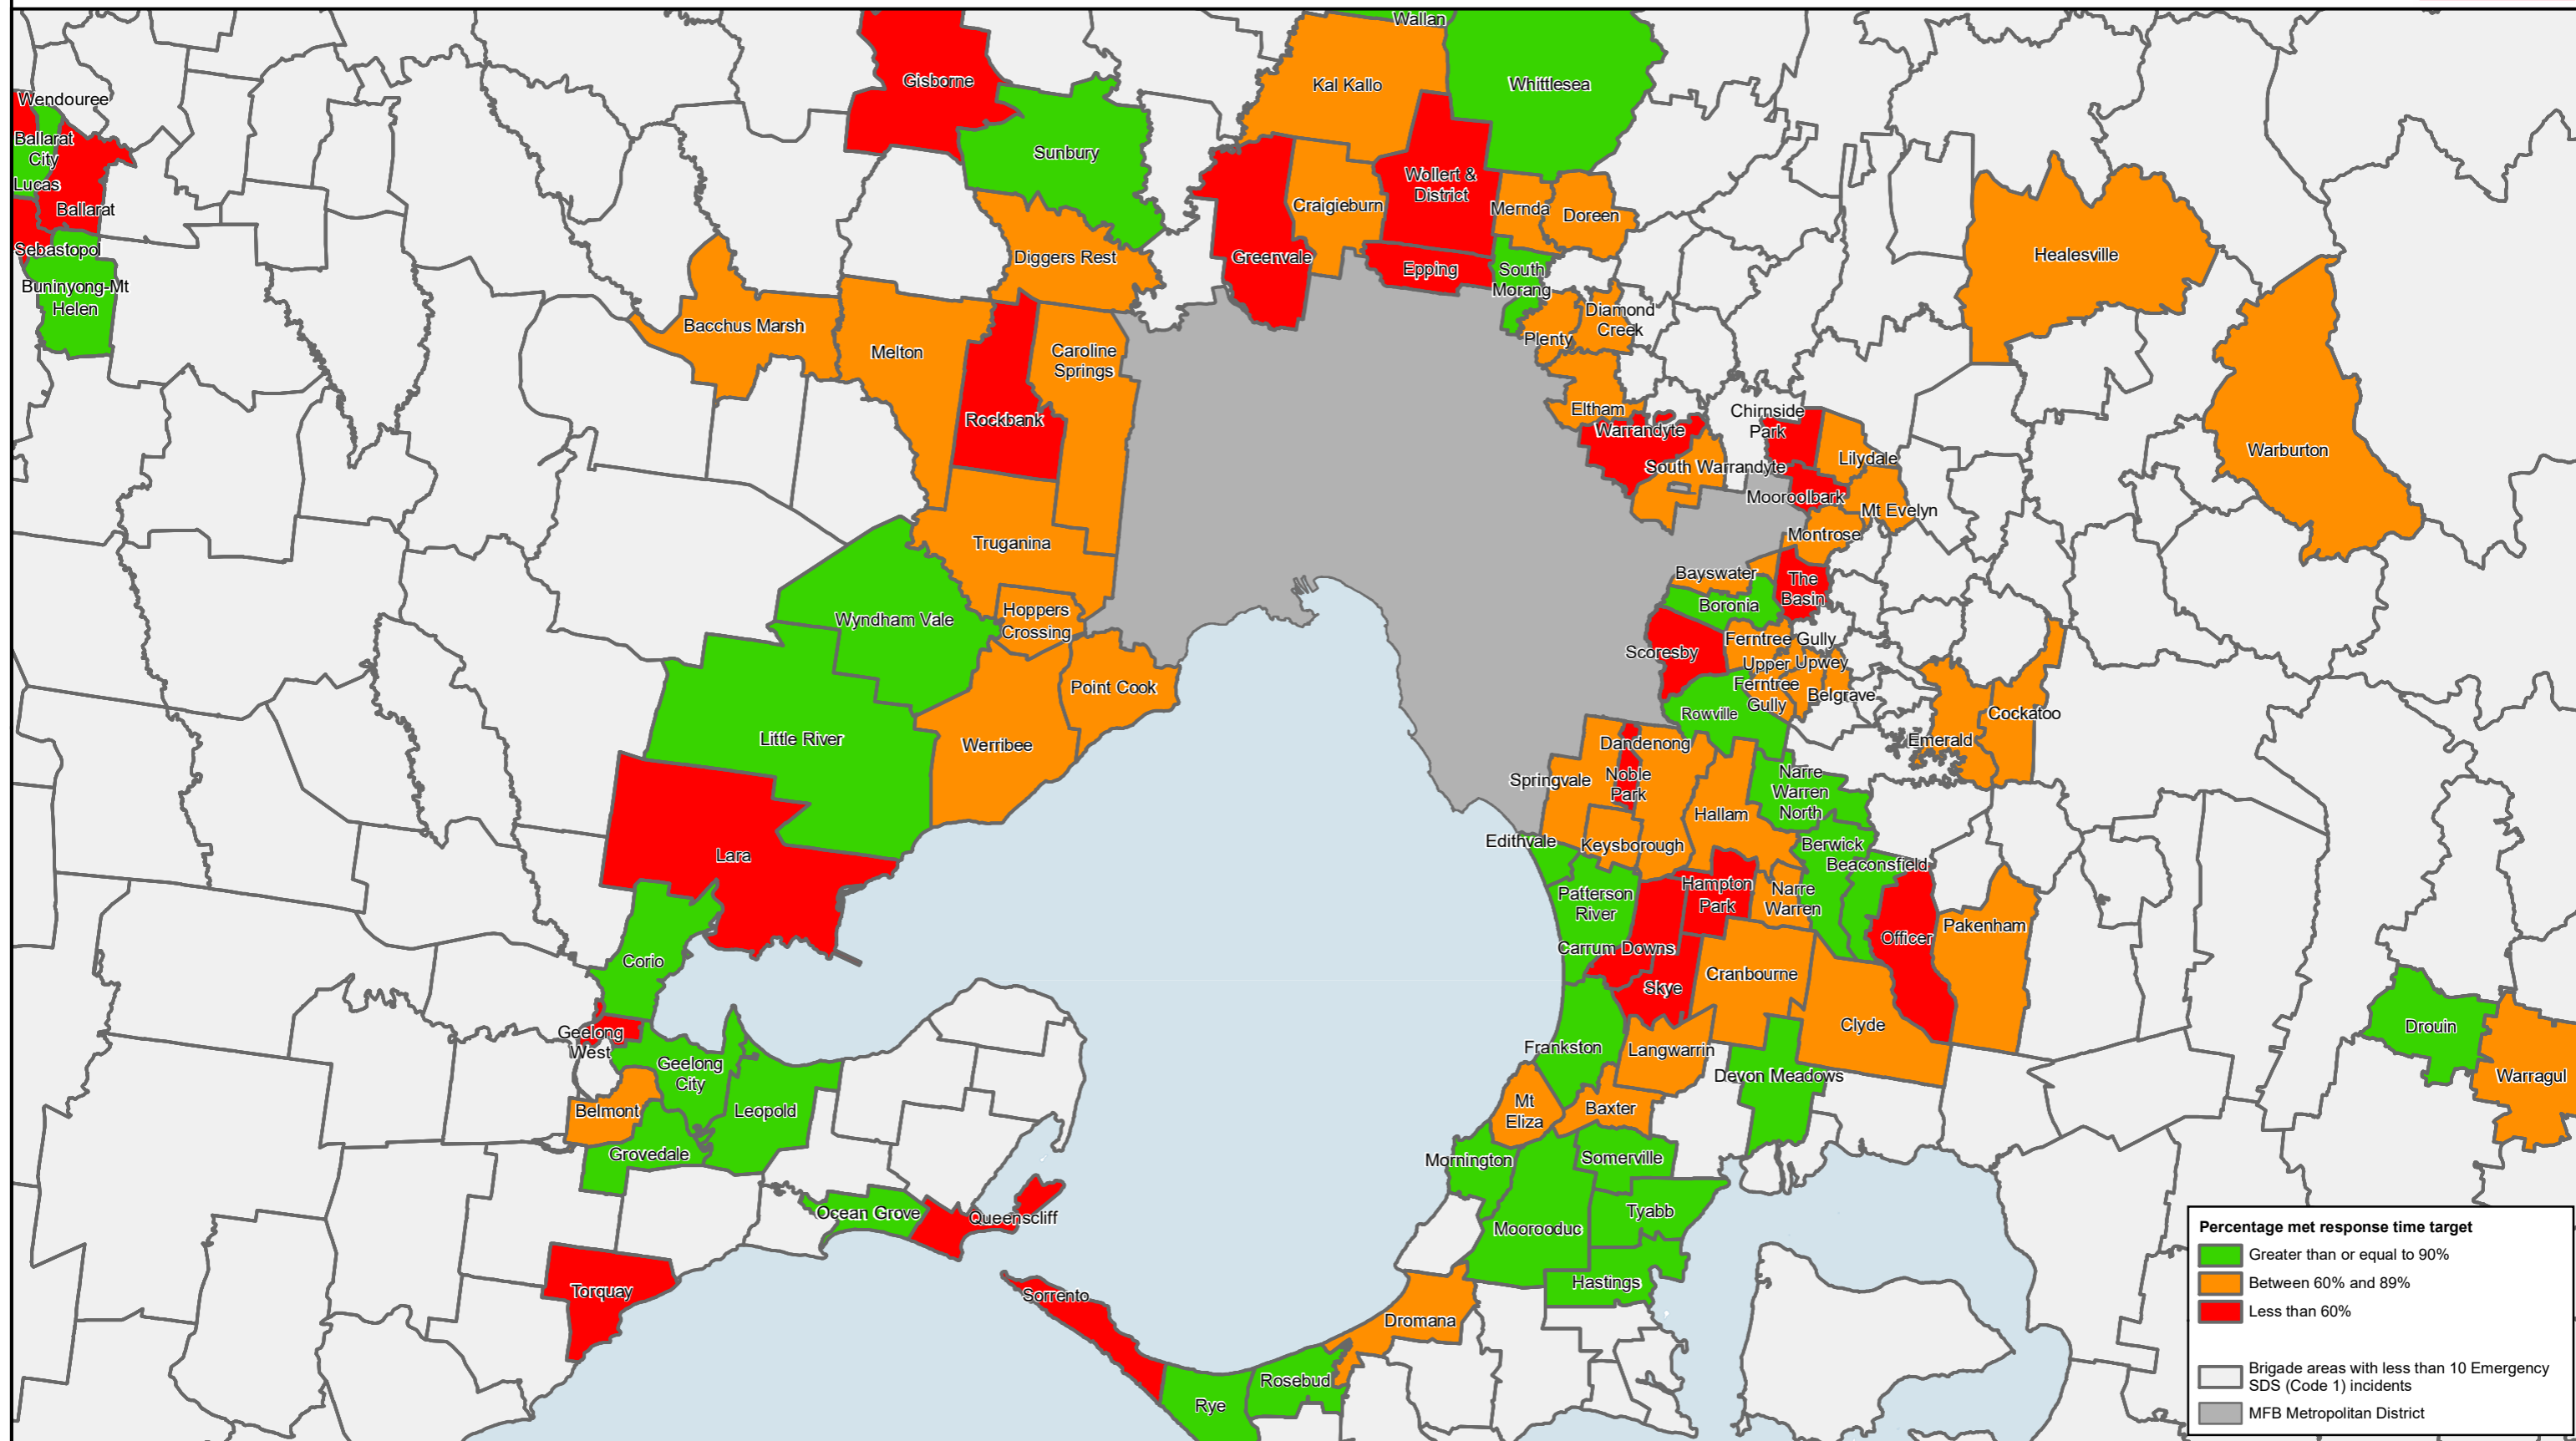 Wallan
Gisborne
Kal Kallo
Whittlesea
Wendouree
Ballarat
City
Sunbury
Lucas
Wollert &
District
Ballarat
Craigieburn
Mernda
Doreen
Sebastopol
Diggers Rest
Greenvale
Epping
South
Morang
Healesville
Buninyong-Mt
Helen
Bacchus Marsh
Diamond
Creek
Plenty
Melton
Caroline
Springs
Rockbank
Eltham
Chirnside
Park
Warrandyte
Warburton
Lilydale
South Warrandyte
Mooroolbark
Mt Evelyn
Montrose
Truganina
Bayswater
The
Basin
Boronia
Hoppers
Crossing
Wyndham Vale
Ferntree Gully
Scoresby
Upper
Ferntree
Gully
Upwey
Belgrave
Point Cook
Rowville
Cockatoo
Emerald
Little River
Werribee
Dandenong
Springvale
Noble
Park
Narre
Warren
North
Hallam
Edithvale
Keysborough
Berwick
Beaconsfield
Lara
Patterson
River
Hampton
Park
Narre
Warren
Pakenham
Officer
Carrum Downs
Corio
Cranbourne
Skye
Clyde
Drouin
Geelong
West
Frankston
Langwarrin
Geelong
City
Devon Meadows
Warragul
Belmont
Leopold
Mt
Eliza
Baxter
Grovedale
Mornington
Somerville
Ocean Grove
Queenscliff
Tyabb
Moorooduc
Hastings
Torquay
Sorrento
Dromana
Rosebud
Rye
Percentage met response time target
Greater than or equal to 90%
Between 60% and 89%
Less than 60%
Brigade areas with less than 10 Emergency
SDS (Code 1) incidents
MFB Metropolitan District